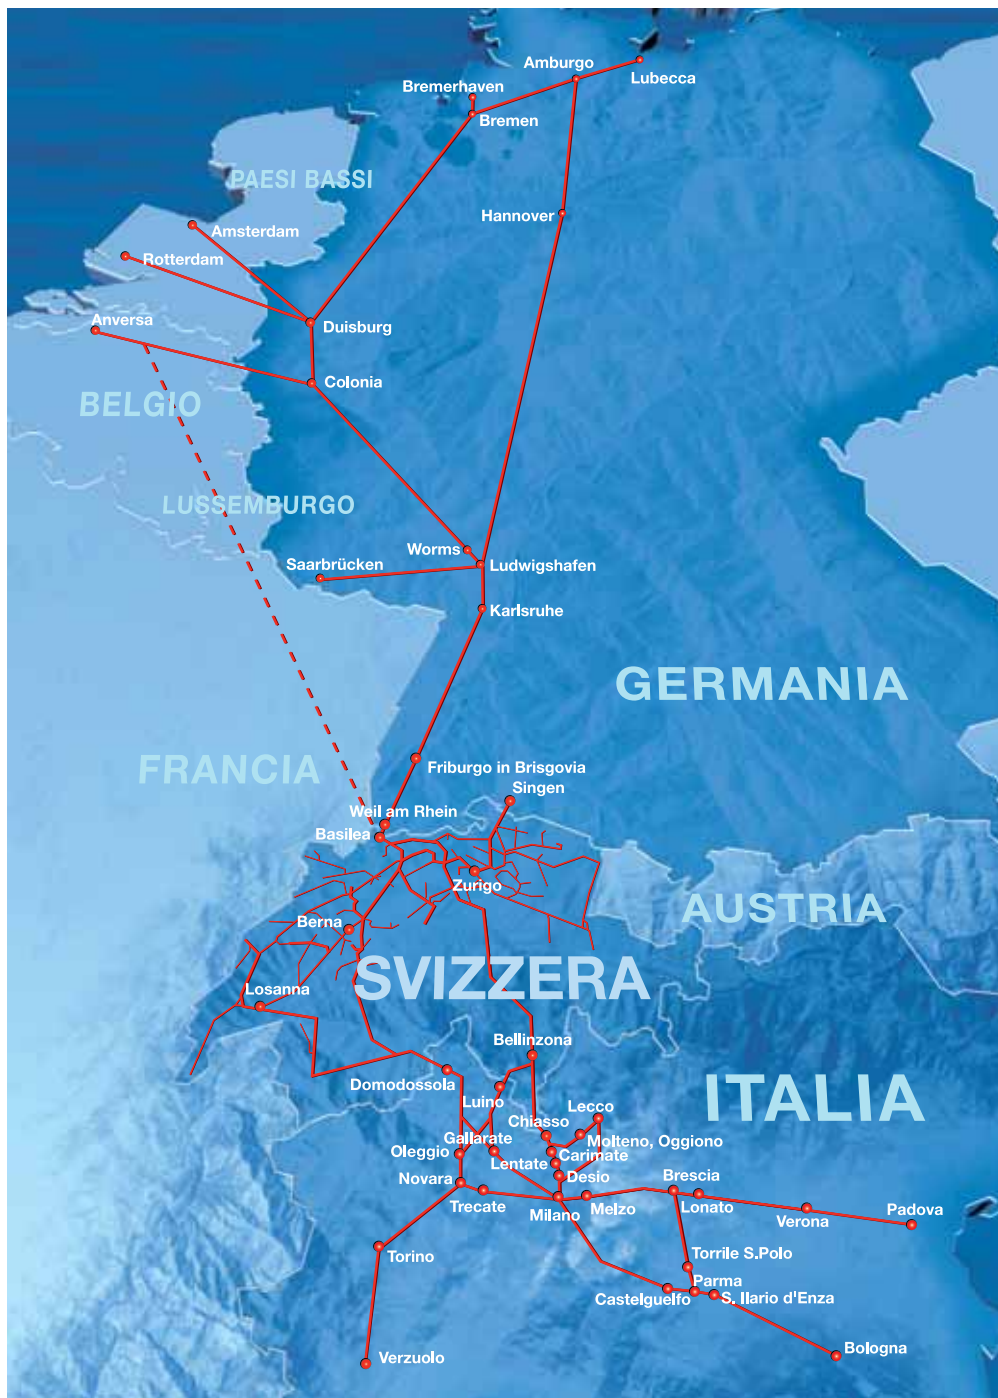 Amburgo
Lubecca
Bremerhaven
Bremen
PAESI BASSI
Hannover
Amsterdam
Rotterdam
Anversa
Duisburg
Colonia
BELGIO
LUSSEMBURGO
Worms
Saarbrücken
Ludwigshafen
Karlsruhe
GERMANIA
FRANCIA
Friburgo in Brisgovia
Singen
Weil am Rhein
Basilea
Zurigo
AUSTRIA
Berna
SVIZZERA
Losanna
Bellinzona
Domodossola
Luino
ITALIA
Lecco
Chiasso
Molteno, Oggiono
Gallarate
Oleggio
Carimate
Lentate
Desio
Novara
Brescia
Trecate
Milano
Melzo
Lonato
Verona
Padova
Torino
Torrile S.Polo
Parma
Castelguelfo
S. Ilario d'Enza
Verzuolo
Bologna